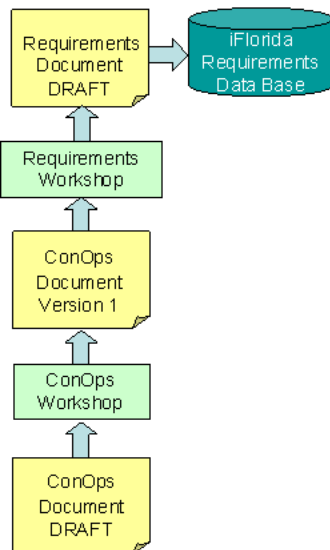 Requirements
Document
DRAFT
iFlorida
Requirements
Data Base
Requirements
Workshop
ConOps
Document
Version 1
ConOps
Workshop
ConOps
Document
DRAFT